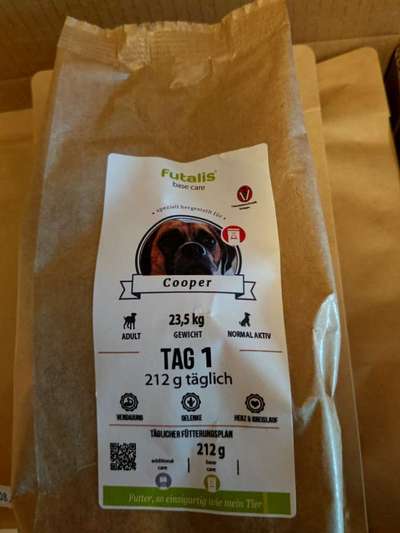 futalis®
base care
• speziell hergestellt für •
Cooper
ADULT
23,5 kg
GEWICHT
NORMAL AKTIV
TAG 1
212 g täglich
VERDAUUNG
GELENKE
HERZ & KREISLAUF
TÄGLICHER FÜTTERUNGSPLAN
212 g
additional
care
base
care
Futter, so einzigartig wie mein Tier